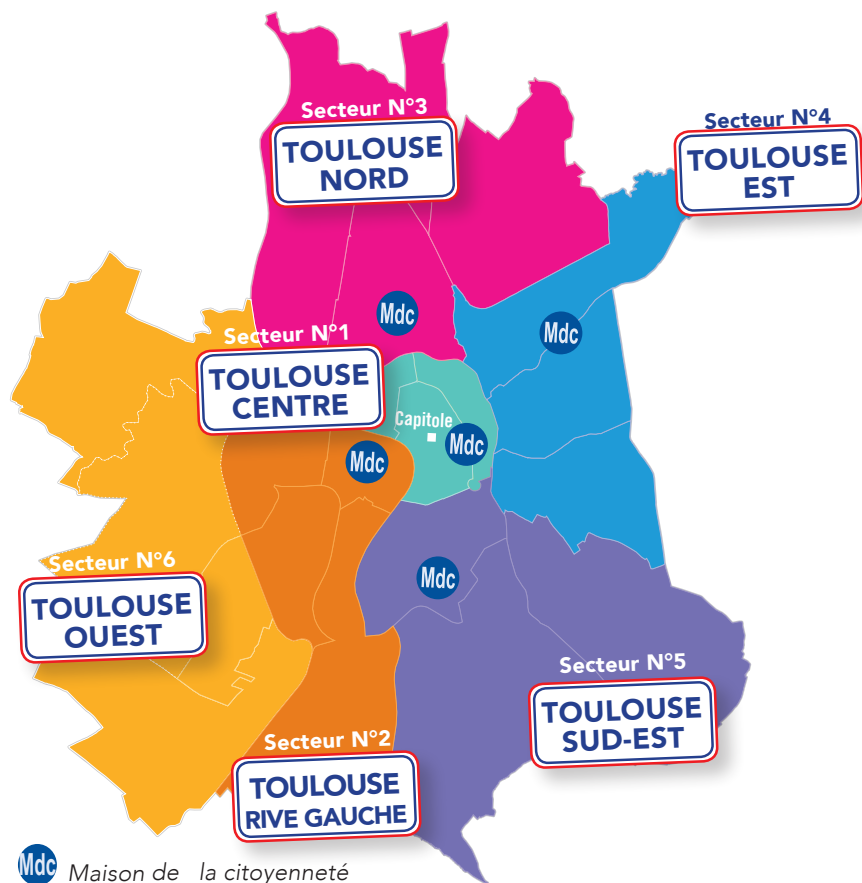 Secteur N°3
TOULOUSE
NORD
Secteur N°4
TOULOUSE
EST
Mdc
Mdc
Secteur N°1
TOULOUSE
CENTRE
Capitole
Mdc
Mdc
Secteur N°6
TOULOUSE
OUEST
Mdc
Secteur N°5
TOULOUSE
SUD-EST
Secteur N°2
TOULOUSE
RIVE GAUCHE
Mdc Maison de la citoyenneté